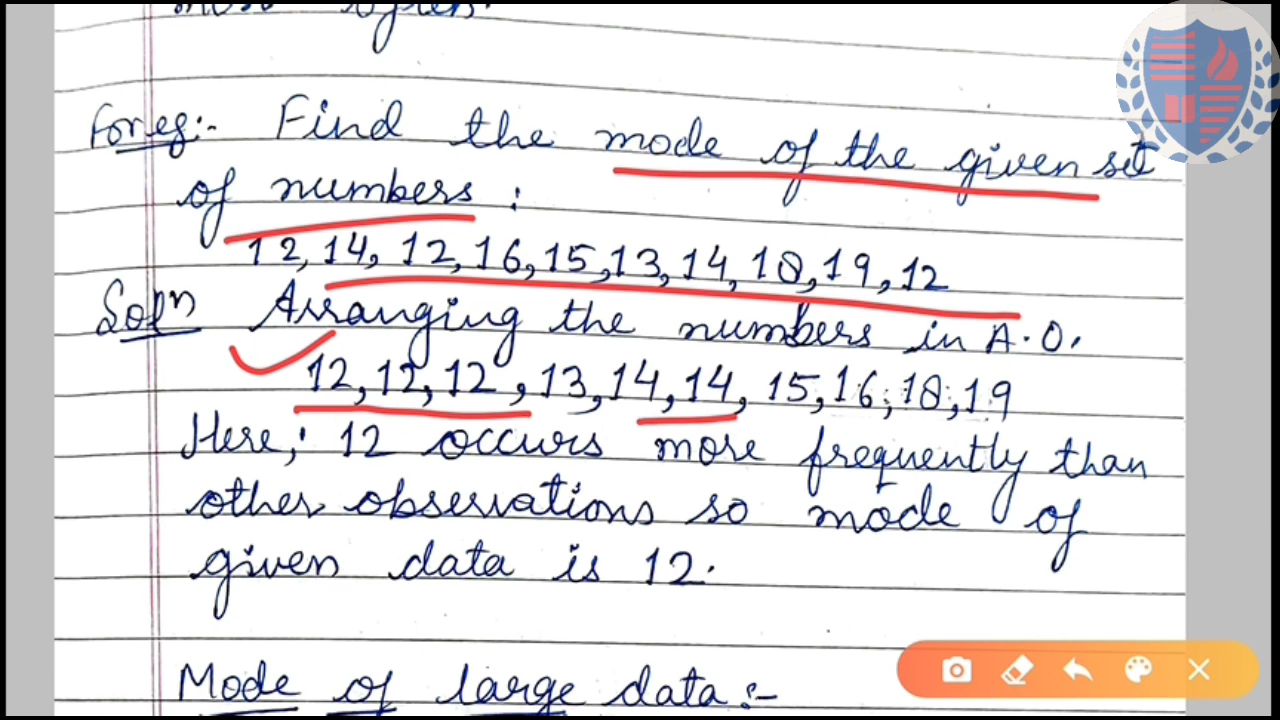 For eg:- Find the mode of the given set
of numbers :
12, 14, 12, 16, 15, 13, 14, 18, 19, 12
Solⁿ Arranging the numbers in A.O.
12, 12, 12, 13, 14, 14, 15, 16, 18, 19
Here, 12 occurs more frequently than
other observations so mode of
given data is 12.
Mode of large data:-